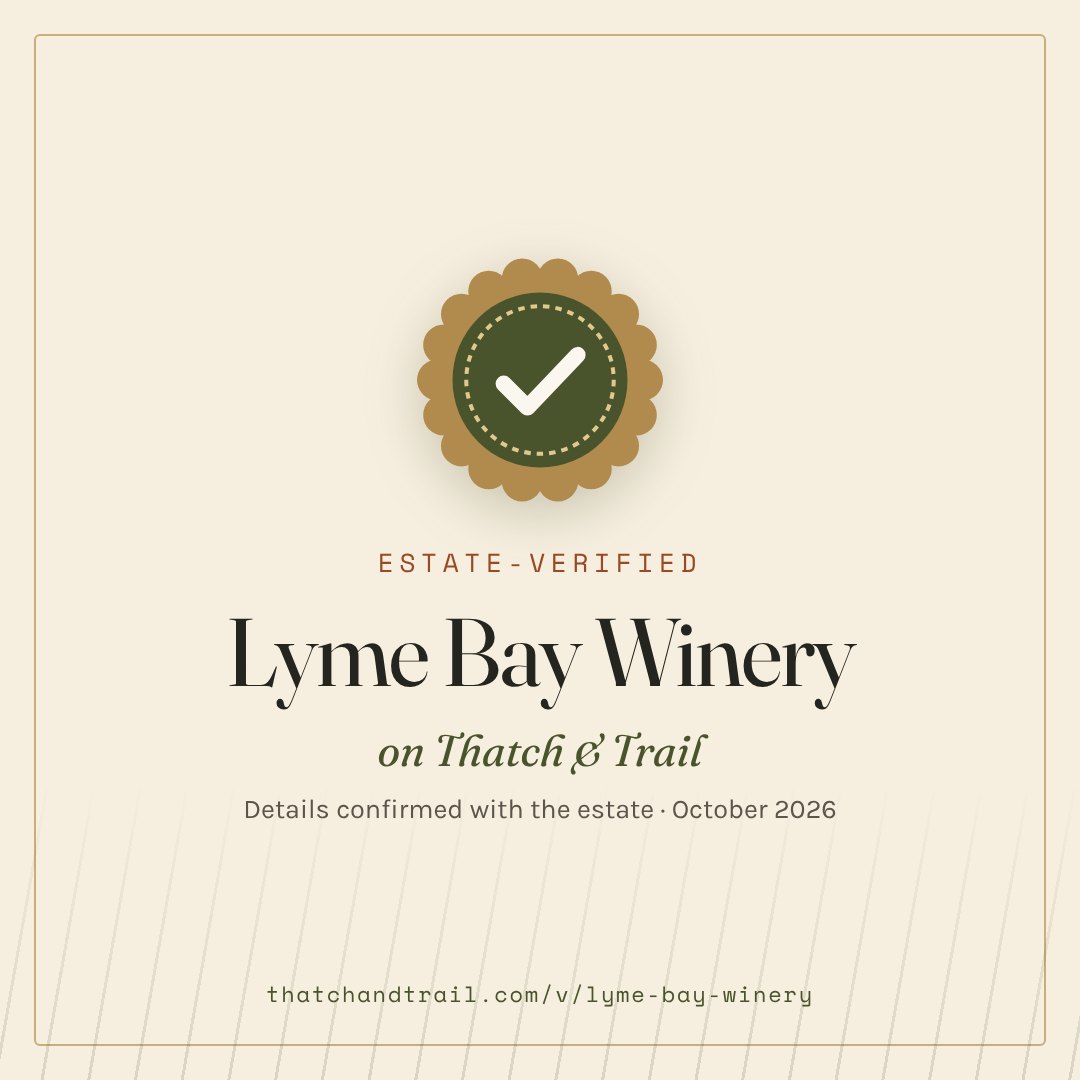 ESTATE-VERIFIED
Lyme Bay Winery
on Thatch & Trail
Details confirmed with the estate · October 2026
thatchandtrail.com/v/lyme-bay-winery